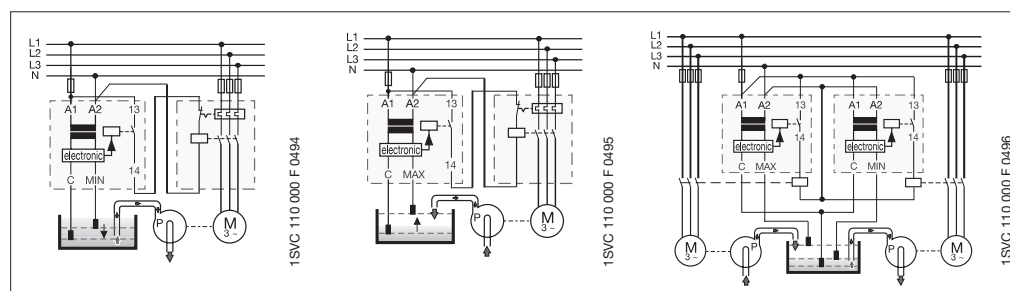 L1
L2
L3
N
A1 A2 13
electronic
C MIN 14
P
M
3 ~
1SVC 110 000 F 0494
L1
L2
L3
N
A1 A2 13
electronic
C MAX 14
P
M
3 ~
1SVC 110 000 F 0495
L1
L2
L3
N
A1 A2 13
14
electronic
C MAX
A1 A2 13
14
electronic
C MIN
M
3 ~
P
P
M
3 ~
1SVC 110 000 F 0496